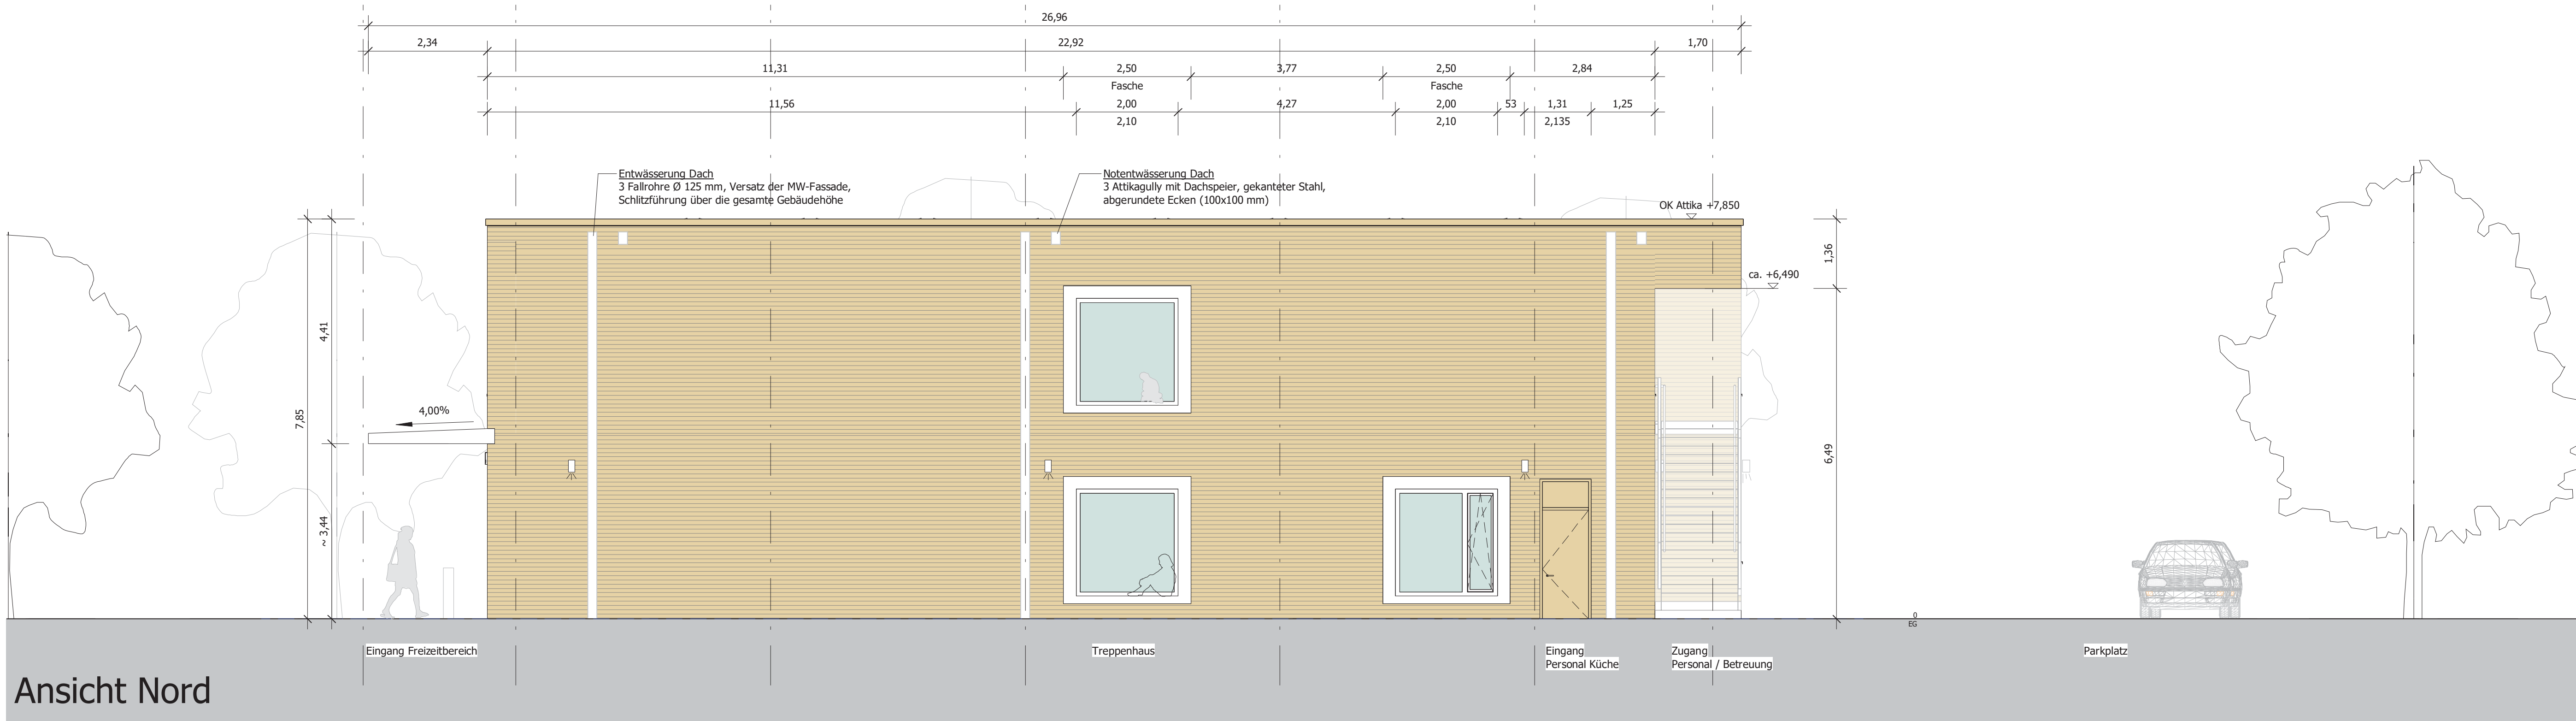 26,96
2,34
22,92
1,70
11,31
2,50
3,77
2,50
2,84
Fasche
Fasche
11,56
2,00
4,27
2,00
53
1,31
1,25
2,10
2,10
2,135
Entwässerung Dach
3 Fallrohre Ø 125 mm, Versatz der MW-Fassade,
Schlitzführung über die gesamte Gebäudehöhe
Notentwässerung Dach
3 Attikagully mit Dachspeier, gekanteter Stahl,
abgerundete Ecken (100x100 mm)
OK Attika +7,850
1,36
ca. +6,490
4,41
7,85
4,00%
6,49
~ 3,44
0
EG
Eingang Freizeitbereich
Treppenhaus
Eingang
Personal Küche
Zugang
Personal / Betreuung
Parkplatz
Ansicht Nord